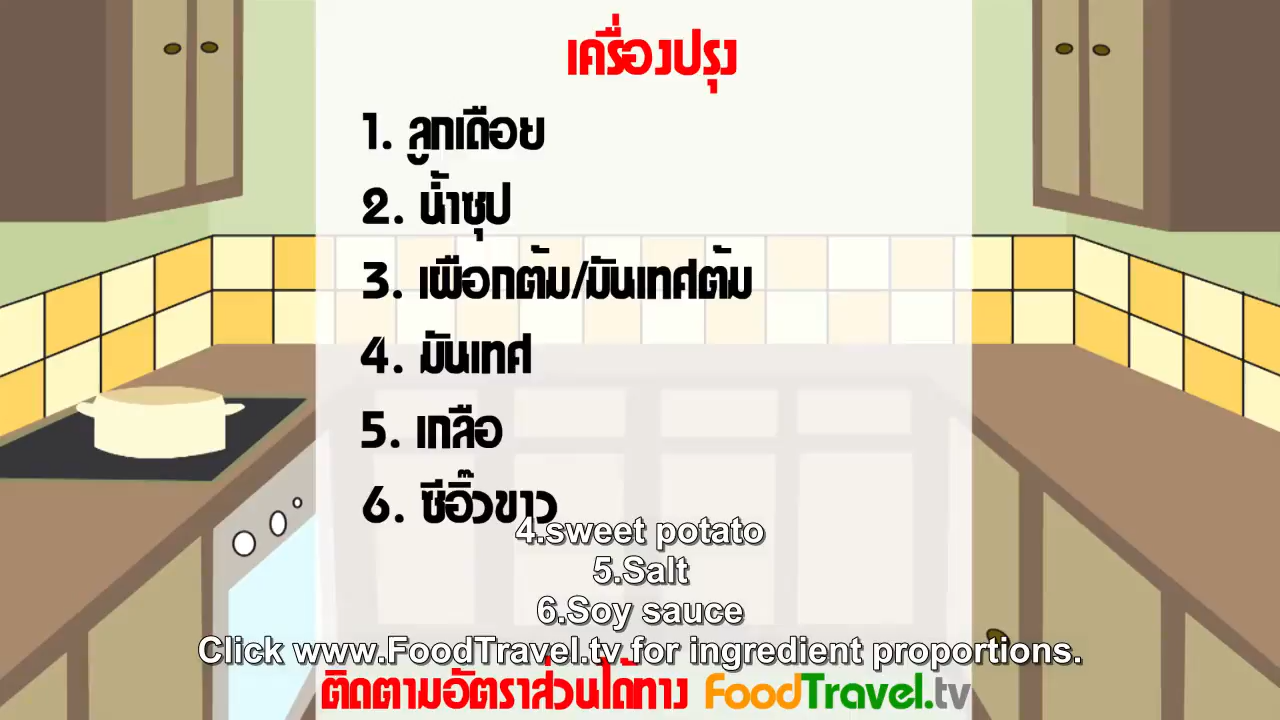 เครื่องปรุง
1. ลูกเดือย
2. น้ำซุป
3. เผือกต้ม/มันเทศต้ม
4. มันเทศ
5. เกลือ
6. ซีอิ๊วขาว
4.sweet potato
5.Salt
6.Soy sauce
Click www.FoodTravel.tv for ingredient proportions.
ติดตามอัตราส่วนได้ทาง FoodTravel.tv